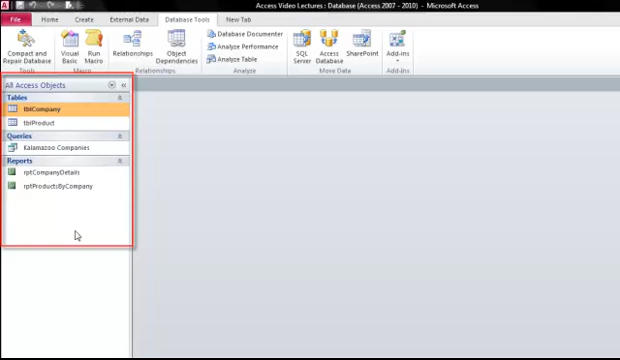 Access Video Lectures : Database (Access 2007 - 2010) - Microsoft Access
File Home Create External Data Database Tools New Tab
Compact and Repair Database
Visual Basic
Run Macro
Relationships
Object Dependencies
Database Documenter
Analyze Performance
Analyze Table
SQL Server
Access Database
SharePoint
Add-ins
Tools Macro Relationships Analyze Move Data Add-ins
All Access Objects
Tables
tblCompany
tblProduct
Queries
Kalamazoo Companies
Reports
rptCompanyDetails
rptProductsByCompany